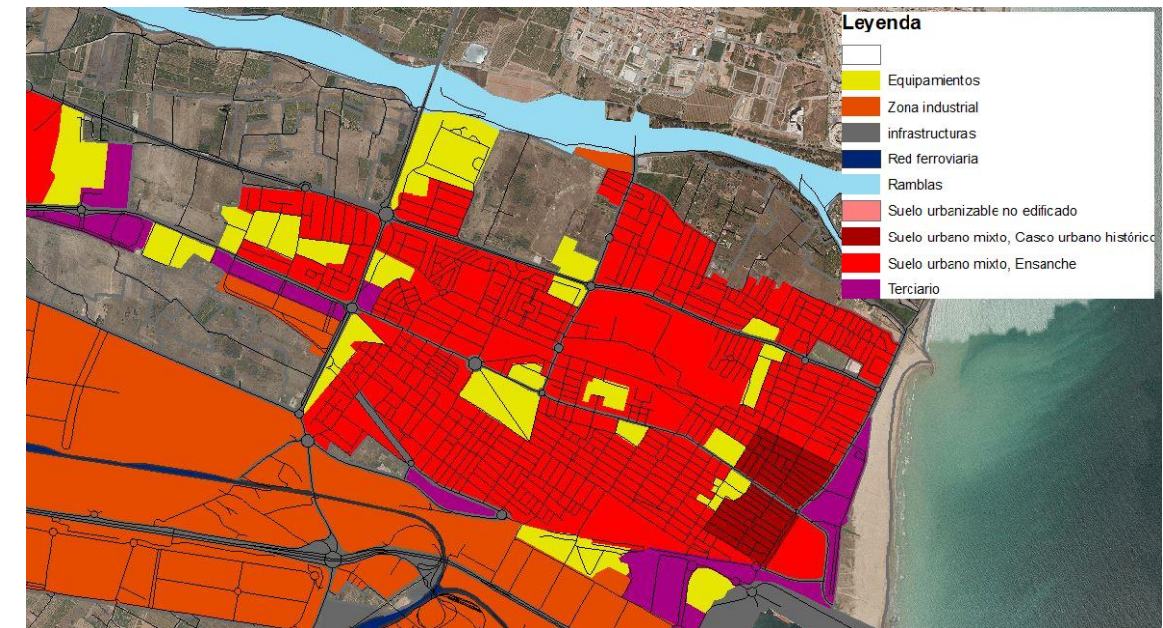 Leyenda
Equipamientos
Zona industrial
infrastructuras
Red ferroviaria
Ramblas
Suelo urbanizable no edificado
Suelo urbano mixto, Casco urbano histórico
Suelo urbano mixto, Ensanche
Terciario